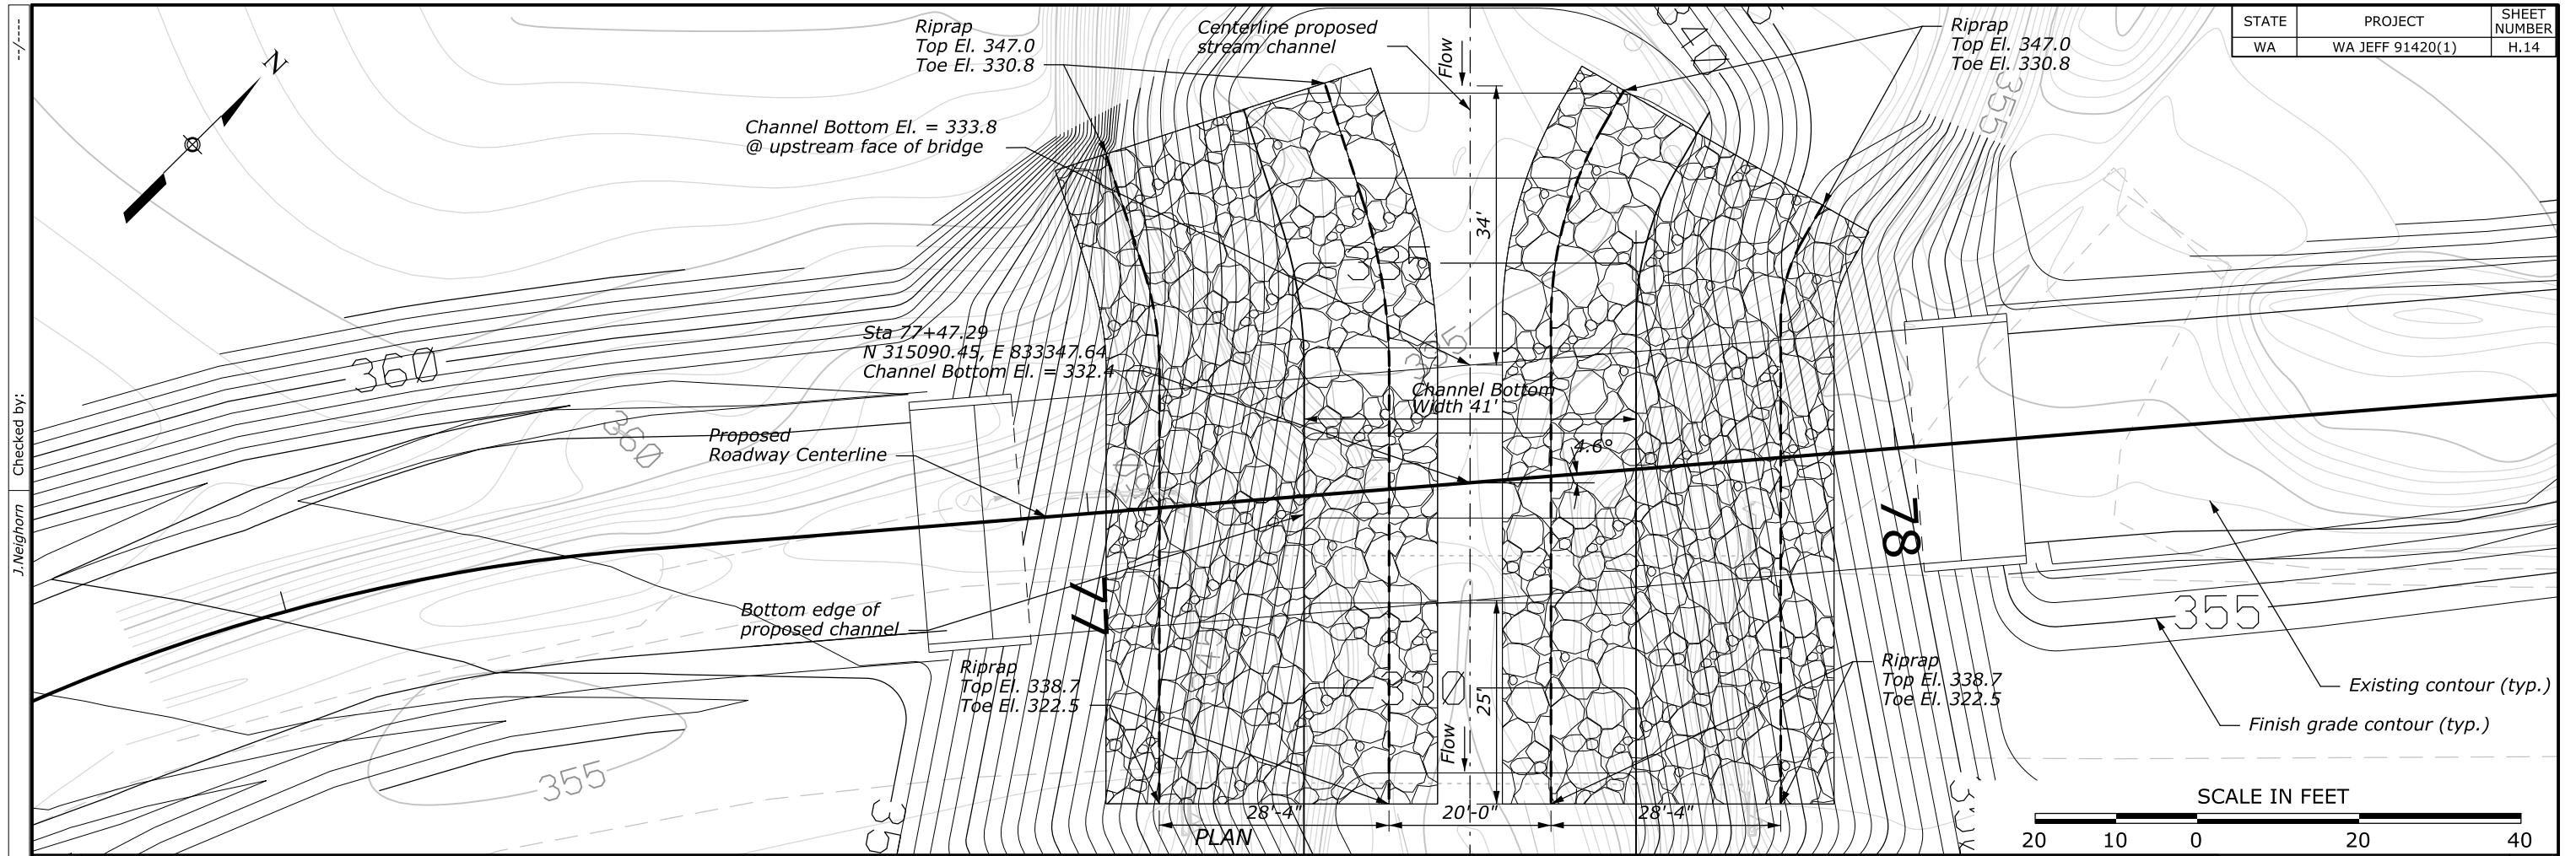 --/----
Checked by:
J.Neighorn
N
Riprap
Top El. 347.0
Toe El. 330.8
Centerline proposed
stream channel
Flow
340
Riprap
Top El. 347.0
Toe El. 330.8
STATE
PROJECT
SHEET
NUMBER
WA
WA JEFF 91420(1)
H.14
355
Channel Bottom El. = 333.8
@ upstream face of bridge
34'
335
Sta 77+47.29
N 315090.45, E 833347.64
Channel Bottom El. = 332.4
335
360
360
Channel Bottom
Width 41'
4.6°
Proposed
Roadway Centerline
78
77
Bottom edge of
proposed channel
355
Riprap
Top El. 338.7
Toe El. 322.5
330
25'
Flow
Riprap
Top El. 338.7
Toe El. 322.5
Existing contour (typ.)
Finish grade contour (typ.)
355
28'-4"
20'-0"
28'-4"
PLAN
SCALE IN FEET
20
10
0
20
40